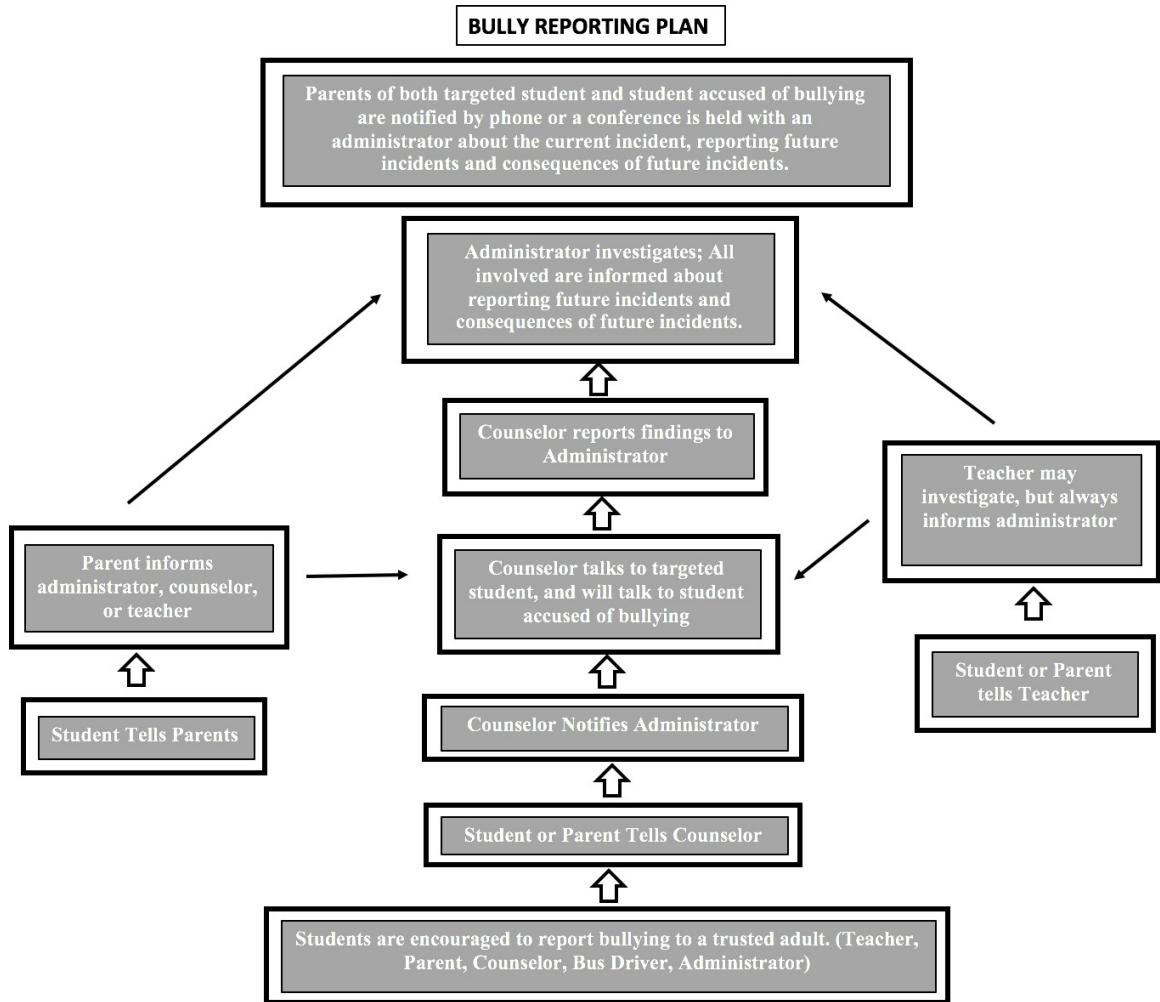 BULLY REPORTING PLAN
Parents of both targeted student and student accused of bullying
are notified by phone or a conference is held with an
administrator about the current incident, reporting future
incidents and consequences of future incidents.
Administrator investigates; All
involved are informed about
reporting future incidents and
consequences of future incidents.
Counselor reports findings to
Administrator
Teacher may
investigate, but always
informs administrator
Parent informs
administrator, counselor,
or teacher
Counselor talks to targeted
student, and will talk to student
accused of bullying
Student or Parent
tells Teacher
Student Tells Parents
Counselor Notifies Administrator
Student or Parent Tells Counselor
Students are encouraged to report bullying to a trusted adult. (Teacher,
Parent, Counselor, Bus Driver, Administrator)